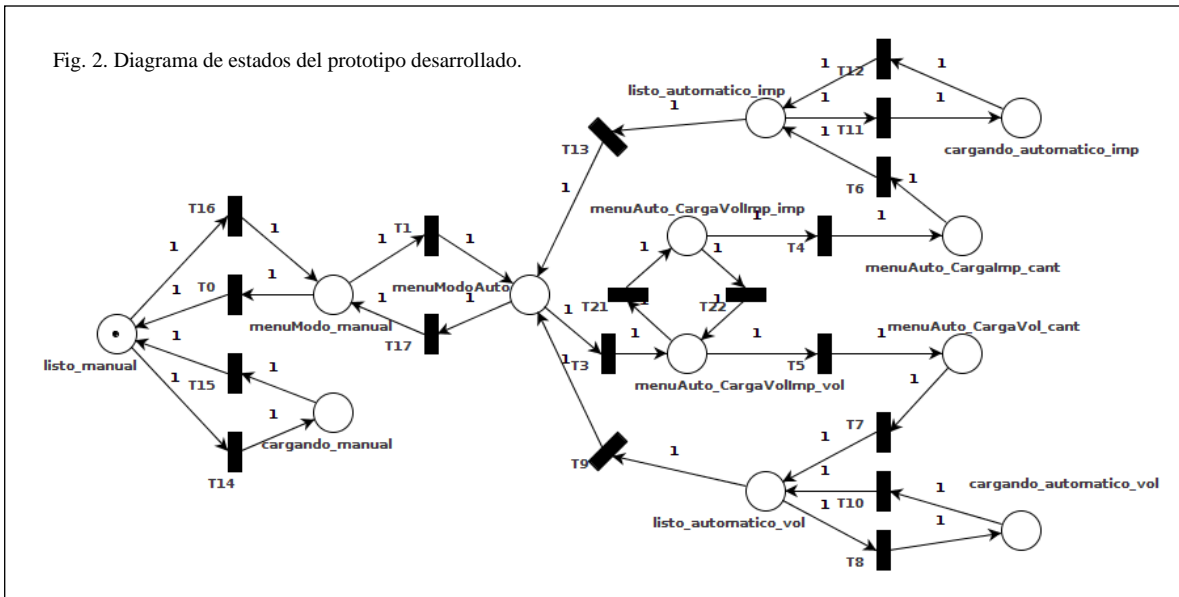 Fig. 2. Diagrama de estados del prototipo desarrollado.
1
T12
1
listo_automatico_imp
1
1
1
T11
cargando_automatico_imp
T13
1
1
T6
1
T16
1
menuAuto_CargaVolImp_imp
1
1
T1
1
1
1
T4
1
1
1
menuAuto_CargaImp_cant
T0
1
1
menuModoAuto
1
1
T21
1
1
T22
menuModo_manual
T17
1
1
1
T3
1
1
T5
1
menuAuto_CargaVol_cant
listo_manual
1
T15
1
menuAuto_CargaVolImp_vol
1
1
1
cargando_manual
T14
T9
1
1
T7
1
T10
1
cargando_automatico_vol
listo_automatico_vol
1
1
T8